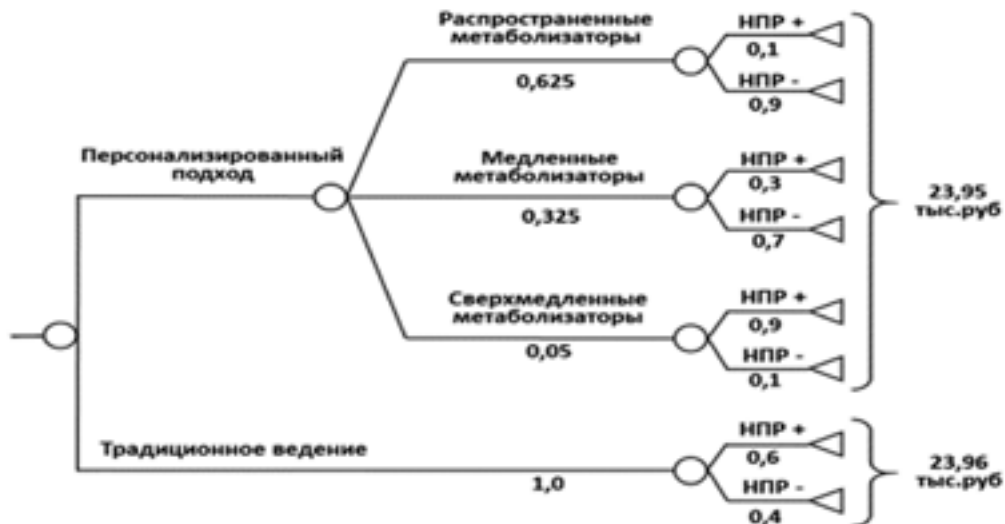 Распространенные
метаболизаторы
0,625
НПР +
0,1
НПР -
0,9
Персонализированный
подход
Медленные
метаболизаторы
0,325
НПР +
0,3
НПР -
0,7
23,95
тыс.руб
Сверхмедленные
метаболизаторы
0,05
НПР +
0,9
НПР -
0,1
Традиционное ведение
1,0
НПР +
0,6
НПР -
0,4
23,96
тыс.руб